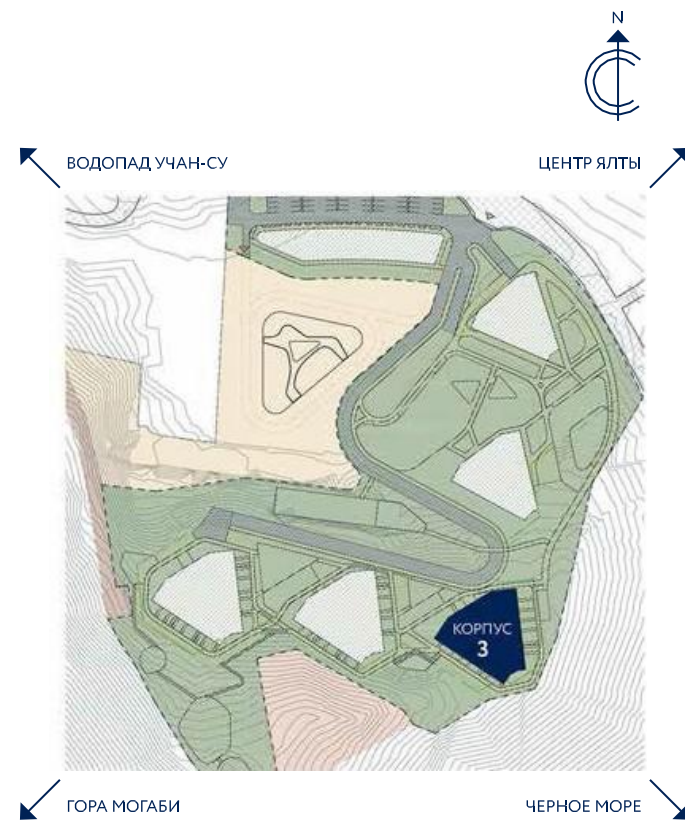 N
ВОДОПАД УЧАН-СУ
ЦЕНТР ЯЛТЫ
КОРПУС
3
ГОРА МОГАБИ
ЧЕРНОЕ МОРЕ